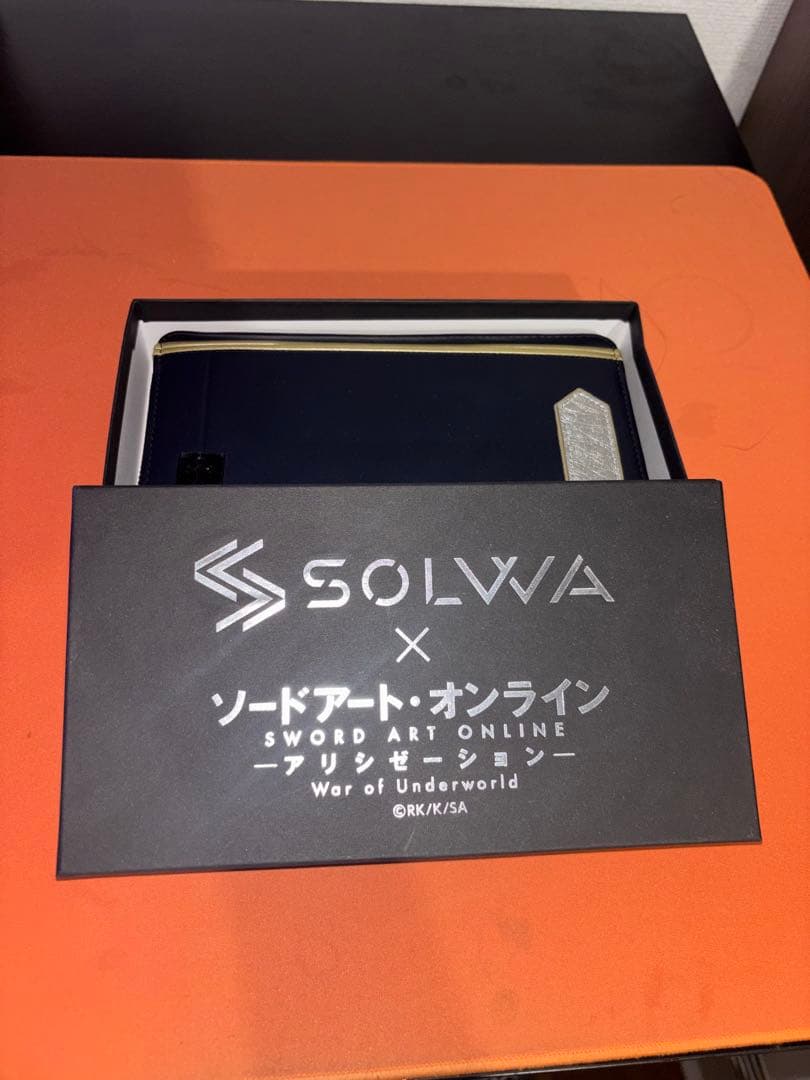 SOLWA
×
ソードアート・オンライン
SWORD ART ONLINE
―アリシゼーション―
War of Underworld
©RK/K/SA